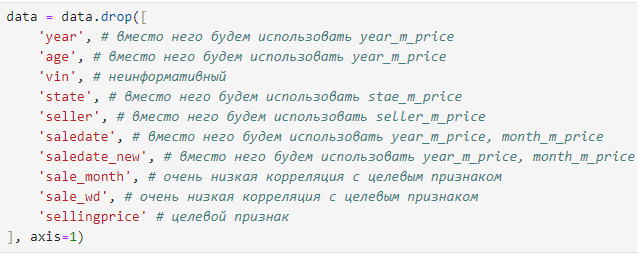 data = data.drop([
    'year', # вместо него будем использовать year_m_price
    'age', # вместо него будем использовать year_m_price
    'vin', # неинформативный
    'state', # вместо него будем использовать stae_m_price
    'seller', # вместо него будем использовать seller_m_price
    'saledate', # вместо него будем использовать year_m_price, month_m_price
    'saledate_new', # вместо него будем использовать year_m_price, month_m_price
    'sale_month', # очень низкая корреляция с целевым признаком
    'sale_wd', # очень низкая корреляция с целевым признаком
    'sellingprice' # целевой признак
], axis=1)